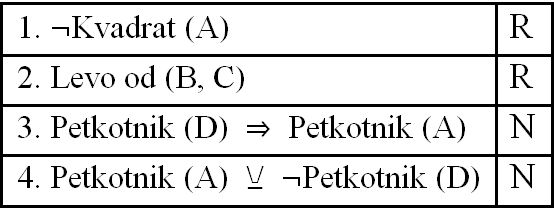 1. ¬Kvadrat (A) R
2. Levo od (B, C) R
3. Petkotnik (D) ⇒ Petkotnik (A) N
4. Petkotnik (A) ⊻ ¬Petkotnik (D) N